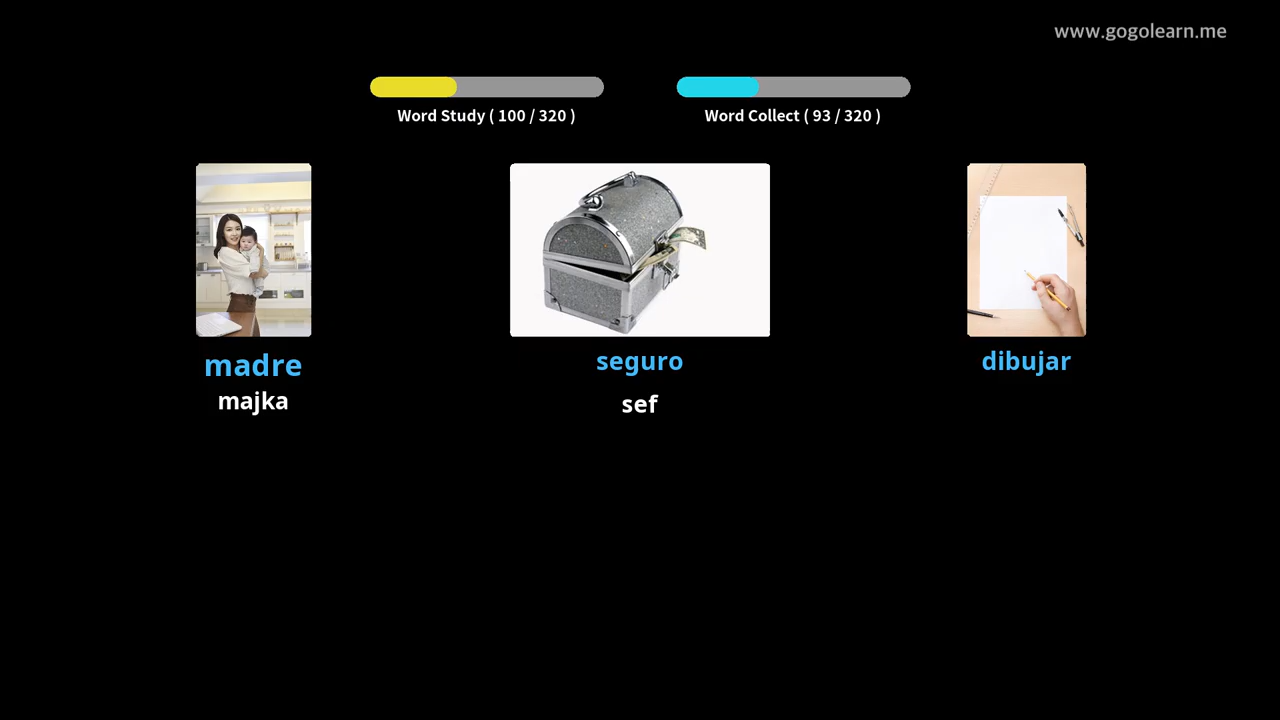 www.gogolearn.me
Word Study ( 100 / 320 )
Word Collect ( 93 / 320 )
madre
majka
seguro
sef
dibujar